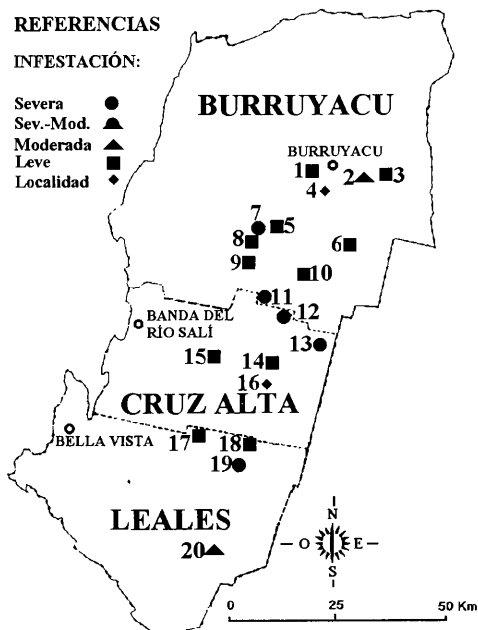 REFERENCIAS
INFESTACIÓN:
Severa
Sev.-Mod.
Moderada
Leve
Localidad
BURRUYACU
BURRUYACU
1
2
3
4
5
6
7
8
9
10
11
12
13
BANDA DEL
RÍO SALÍ
14
15
16
CRUZ ALTA
BELLA VISTA
17
18
19
LEALES
20
N
O
E
S
0
25
50 Km